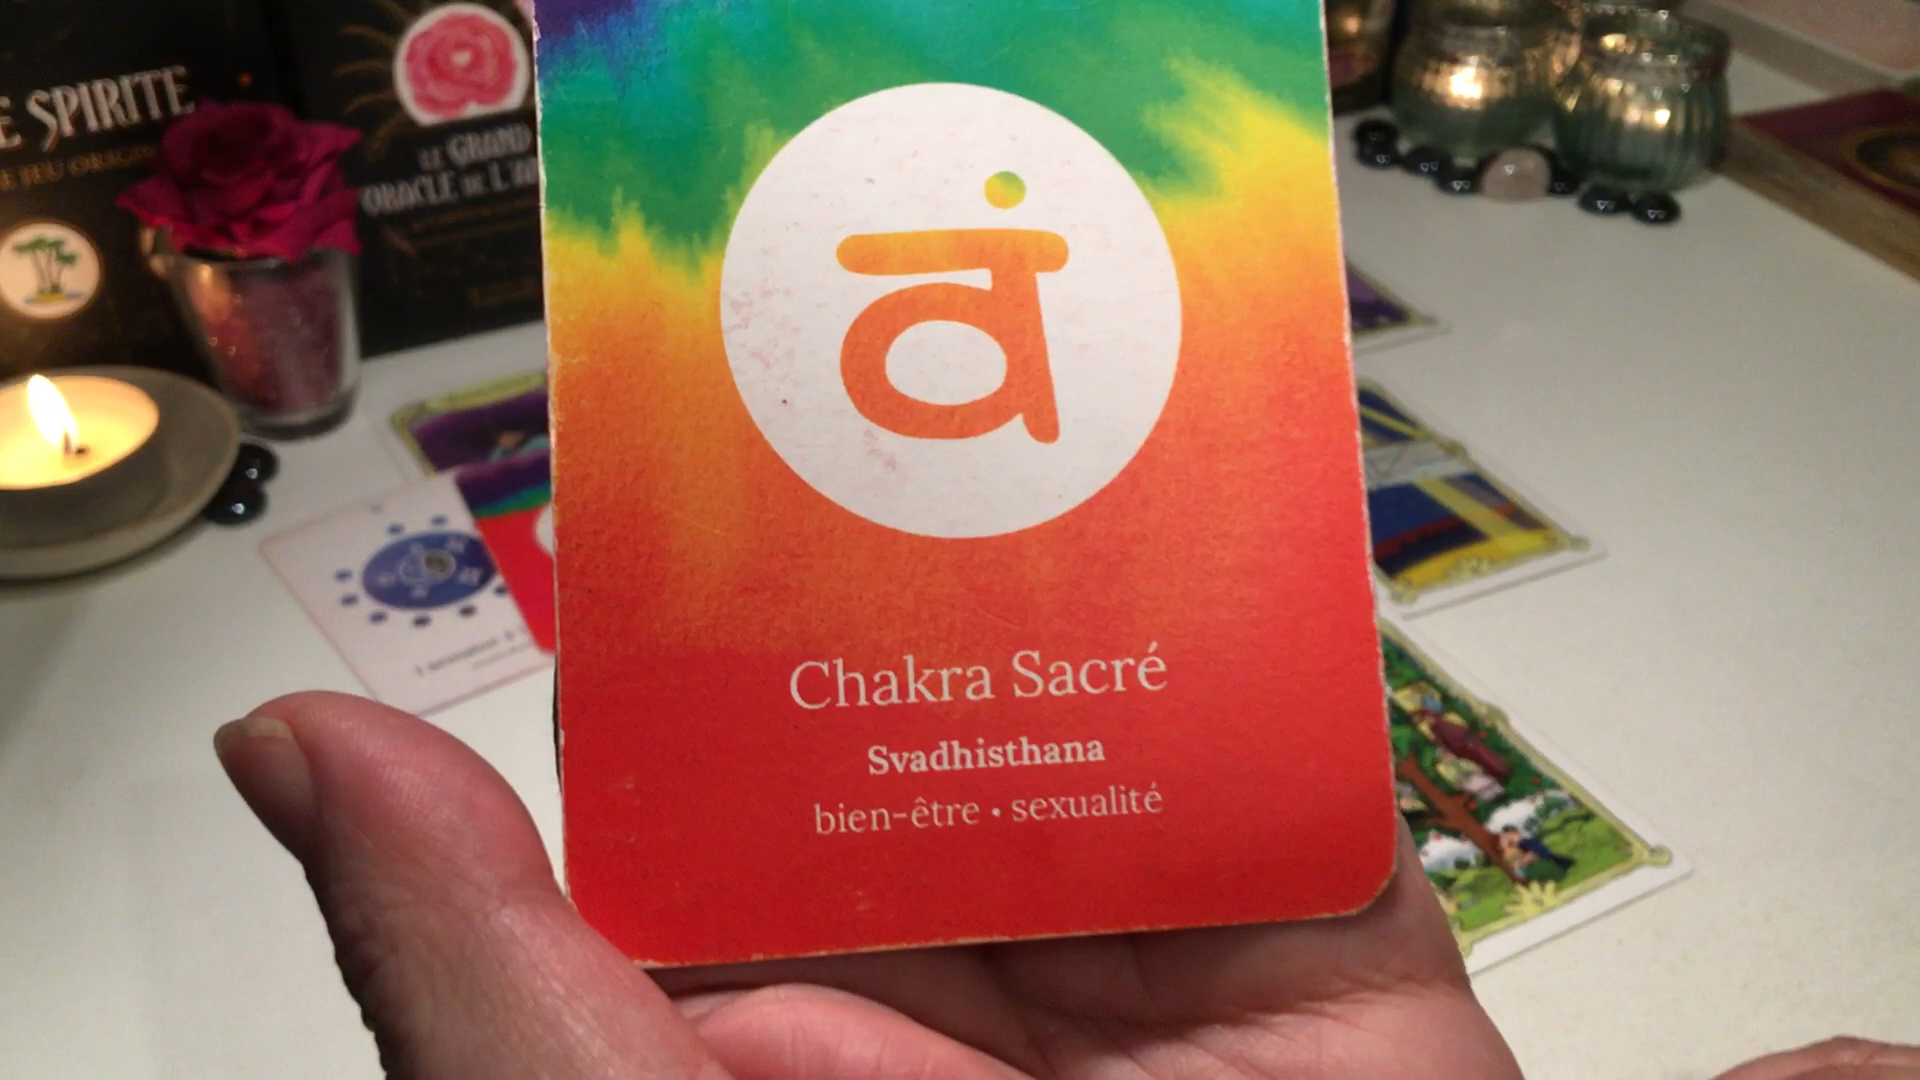 E SPIRITE
LE GRAND
ORACLE DE L'A
वं
Chakra Sacré
Svadhisthana
bien-être • sexualité